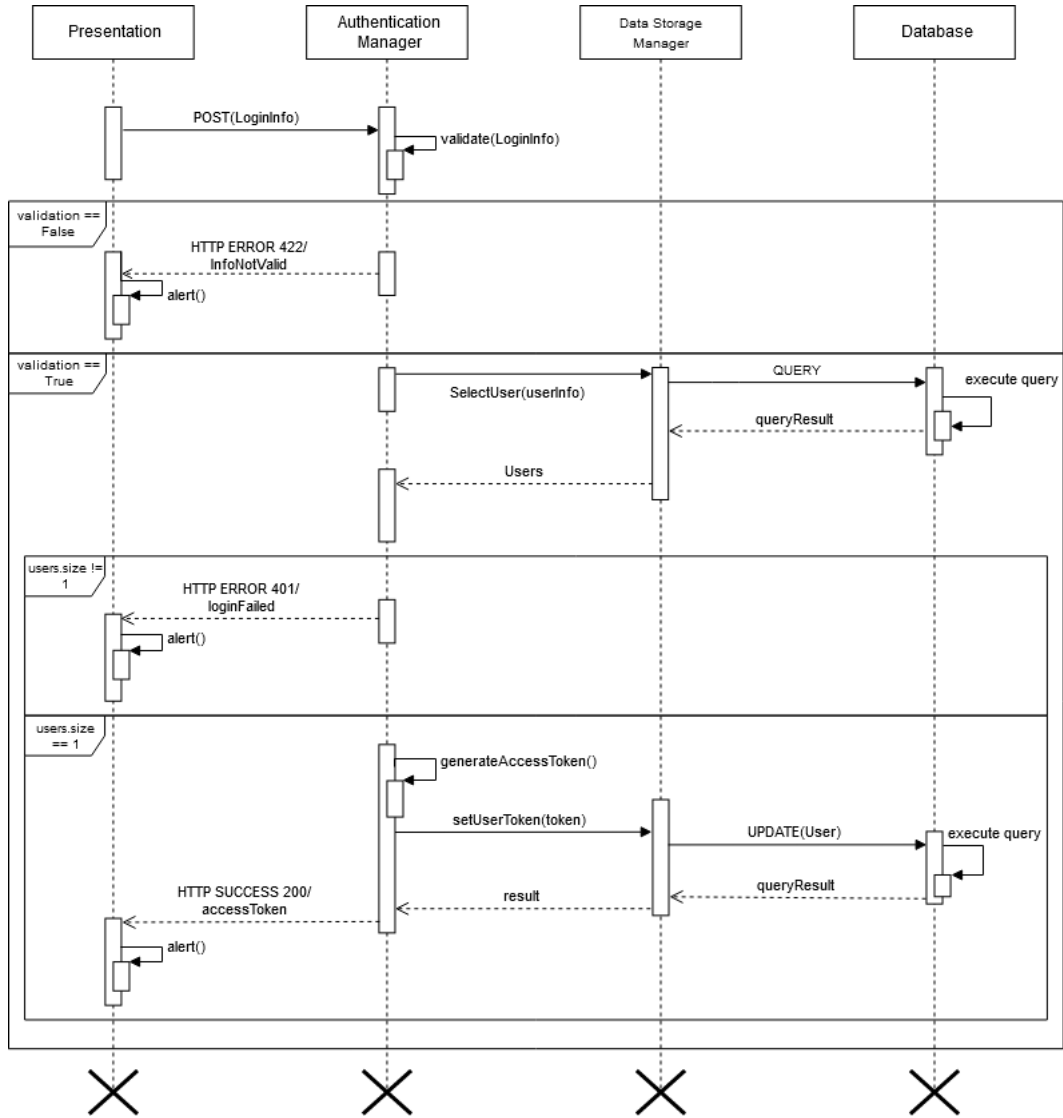 Presentation
Authentication
Manager
Data Storage
Manager
Database
POST(LoginInfo)
validate(LoginInfo)
validation ==
False
HTTP ERROR 422/
InfoNotValid
alert()
validation ==
True
SelectUser(userInfo)
QUERY
execute query
queryResult
Users
users.size !=
1
HTTP ERROR 401/
loginFailed
alert()
users.size
== 1
generateAccessToken()
setUserToken(token)
UPDATE(User)
execute query
queryResult
result
HTTP SUCCESS 200/
accessToken
alert()